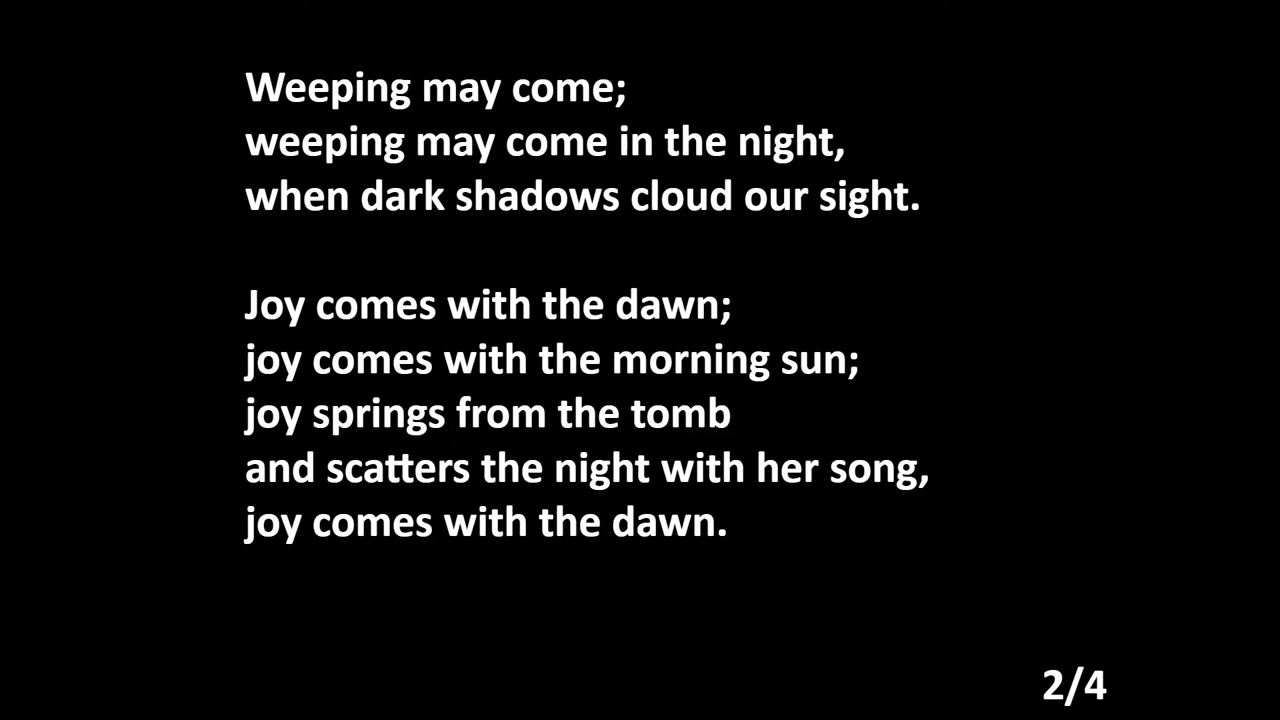 Weeping may come;
weeping may come in the night,
when dark shadows cloud our sight.
Joy comes with the dawn;
joy comes with the morning sun;
joy springs from the tomb
and scatters the night with her song,
joy comes with the dawn.
2/4